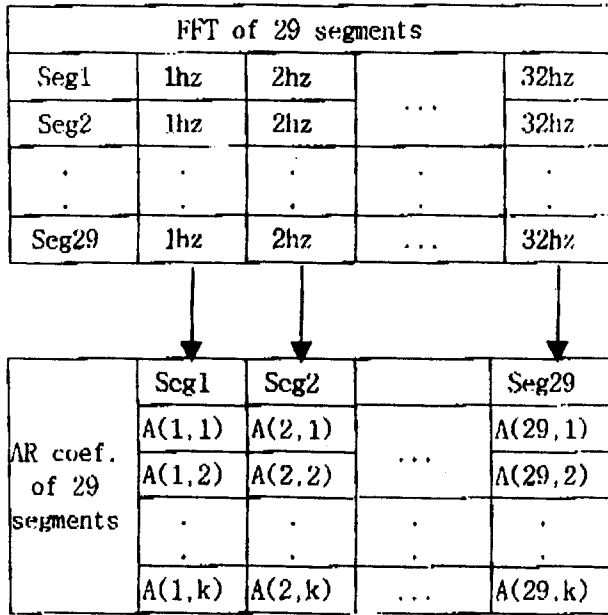 FFT of 29 segments
Seg1 1hz 2hz ... 32hz
Seg2 1hz 2hz 32hz
. . . . .
. . . . .
Seg29 1hz 2hz ... 32hz
AR coef. of 29 segments
Seg1 Seg2 Seg29
A(1,1) A(2,1) ... A(29,1)
A(1,2) A(2,2) A(29,2)
. . . .
. . . .
A(1,k) A(2,k) ... A(29,k)